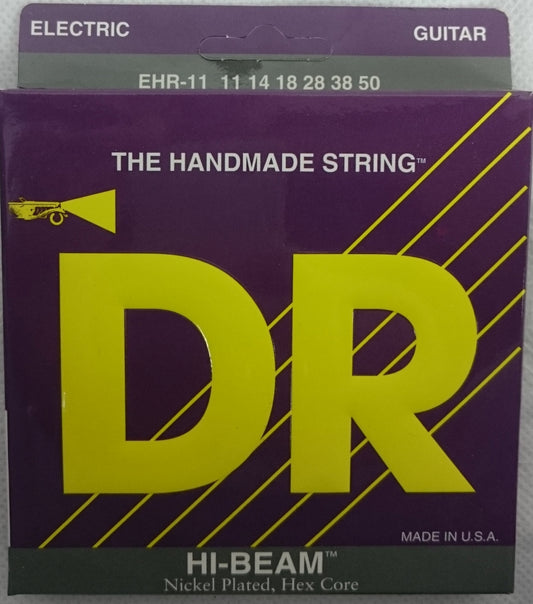 ELECTRIC GUITAR
EHR-11 11 14 18 28 38 50
THE HANDMADE STRING™
DR
MADE IN U.S.A.
HI-BEAM™
Nickel Plated, Hex Core